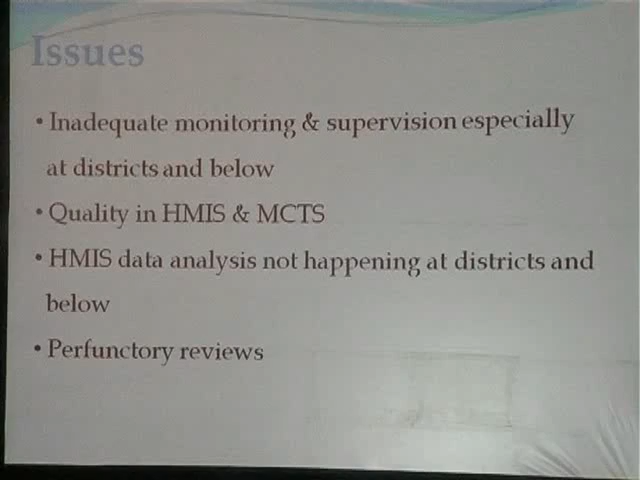 Issues
• Inadequate monitoring & supervision especially
at districts and below
• Quality in HMIS & MCTS
• HMIS data analysis not happening at districts and
below
• Perfunctory reviews